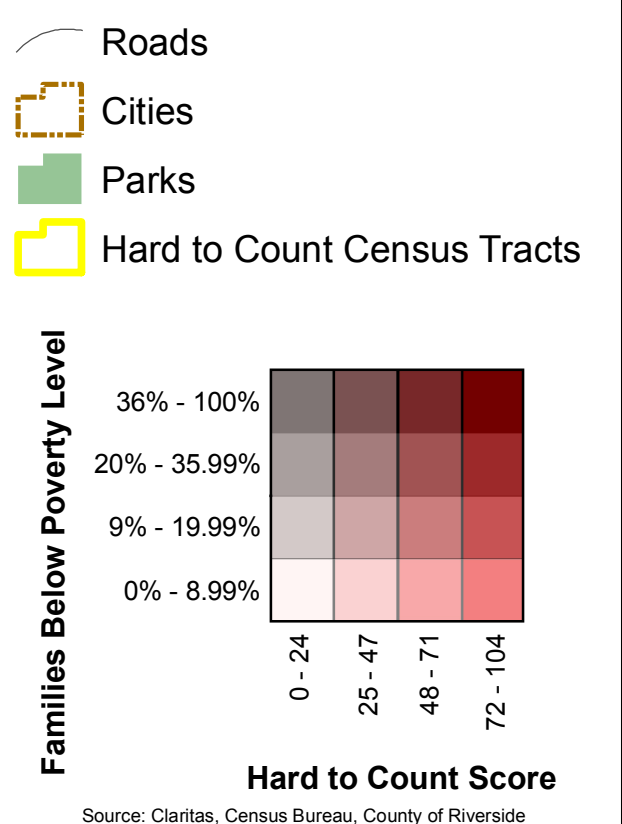 Roads
Cities
Parks
Hard to Count Census Tracts
Families Below Poverty Level
36% - 100%
20% - 35.99%
9% - 19.99%
0% - 8.99%
0 - 24
25 - 47
48 - 71
72 - 104
Hard to Count Score
Source: Claritas, Census Bureau, County of Riverside